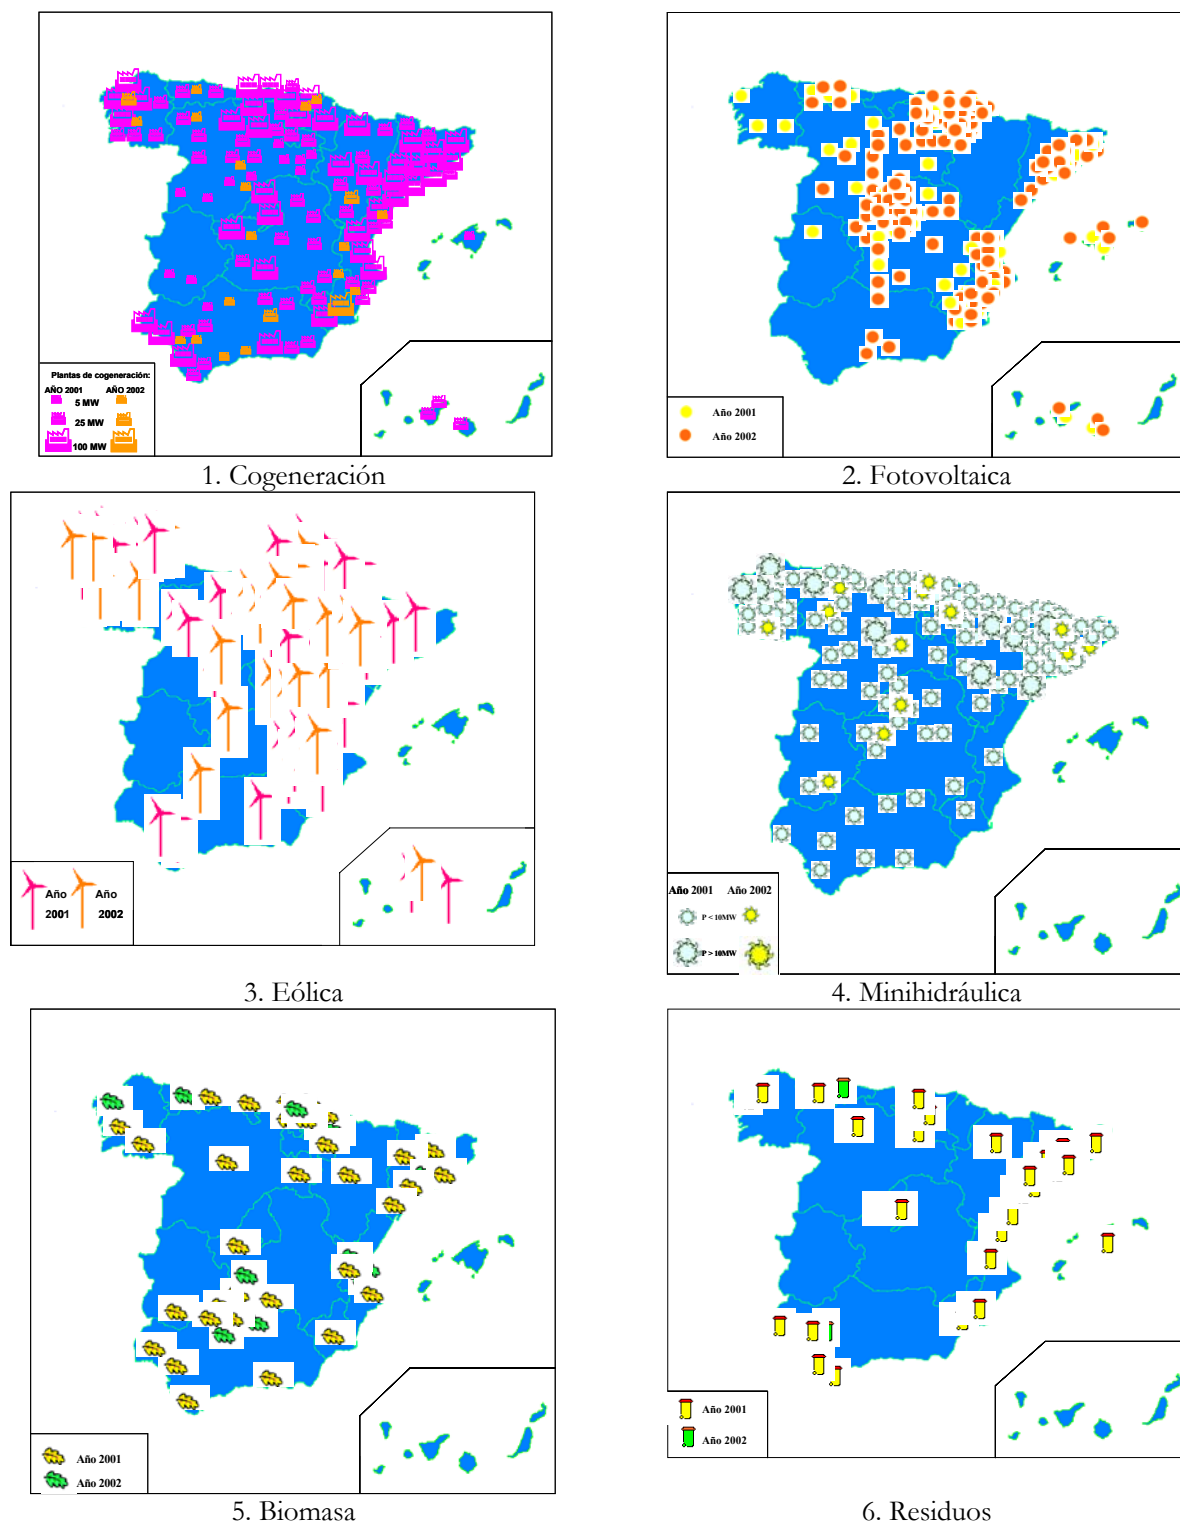 Plantas de cogeneración:
AÑO 2001 AÑO 2002
5 MW
25 MW
100 MW
1. Cogeneración
Año 2001
Año 2002
2. Fotovoltaica
Año Año
2001 2002
3. Eólica
Año 2001 Año 2002
P < 10MW
P > 10MW
4. Minihidráulica
Año 2001
Año 2002
5. Biomasa
Año 2001
Año 2002
6. Residuos